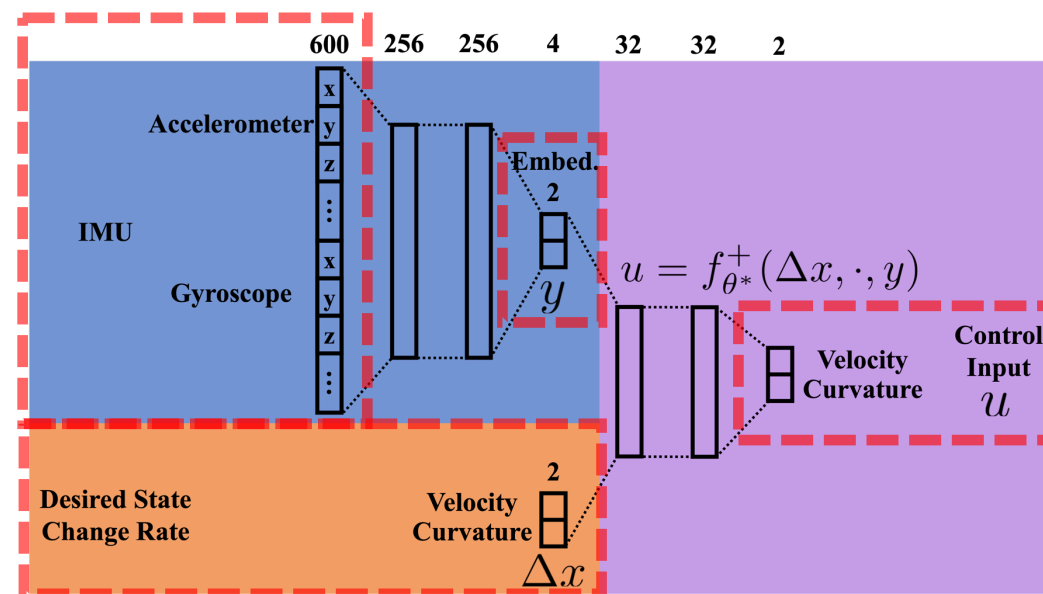 600 256 256 4 32 32 2
x
Accelerometer y
z
⋮
IMU
x
Gyroscope y
z
⋮
Embed.
2
y
u = f⁺_{θ*}(Δx, ·, y)
Velocity
Curvature
Control
Input
u
Desired State
Change Rate
2
Velocity
Curvature
Δx